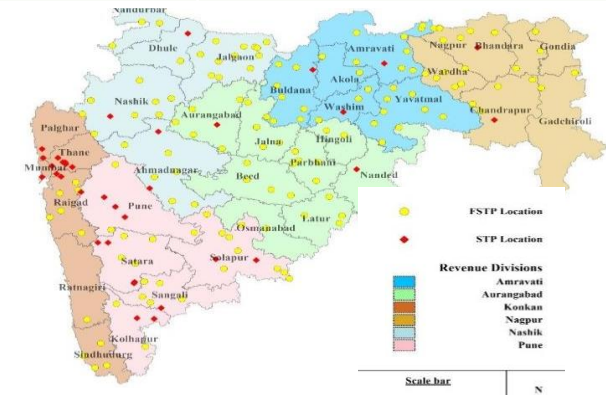 Nandurbar
Dhule
Jalgaon
Amravati
Nagpur
Bhandara
Gondia
Buldana
Akola
Wardha
Nashik
Aurangabad
Washim
Yavatmal
Chandrapur
Gadchiroli
Palghar
Thane
Mumbai
Jalna
Hingoli
Parbhani
Ahmadnagar
Beed
Nanded
Raigad
Pune
Latur
Osmanabad
Solapur
Satara
Ratnagiri
Sangali
Kolhapur
Sindhudurg
FSTP Location
STP Location
Revenue Divisions
Amravati
Aurangabad
Konkan
Nagpur
Nashik
Pune
Scale bar
N